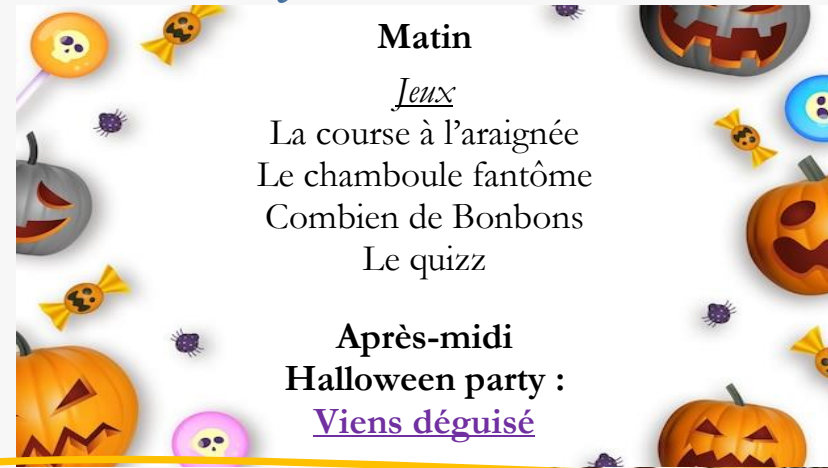 Matin
Jeux
La course à l’araignée
Le chamboule fantôme
Combien de Bonbons
Le quizz
Après-midi
Halloween party :
Viens déguisé